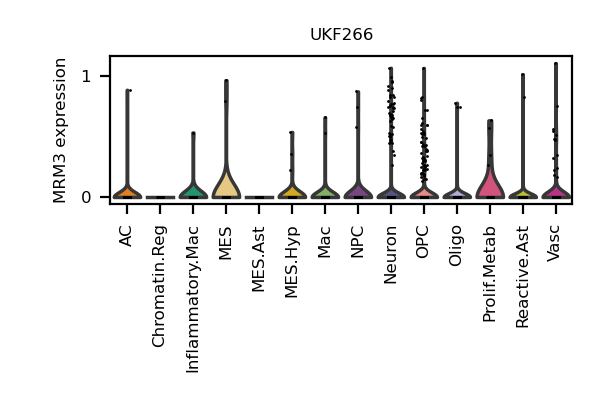 UKF266
MRM3 expression
1
0
AC
Chromatin.Reg
Inflammatory.Mac
MES
MES.Ast
MES.Hyp
Mac
NPC
Neuron
OPC
Oligo
Prolif.Metab
Reactive.Ast
Vasc